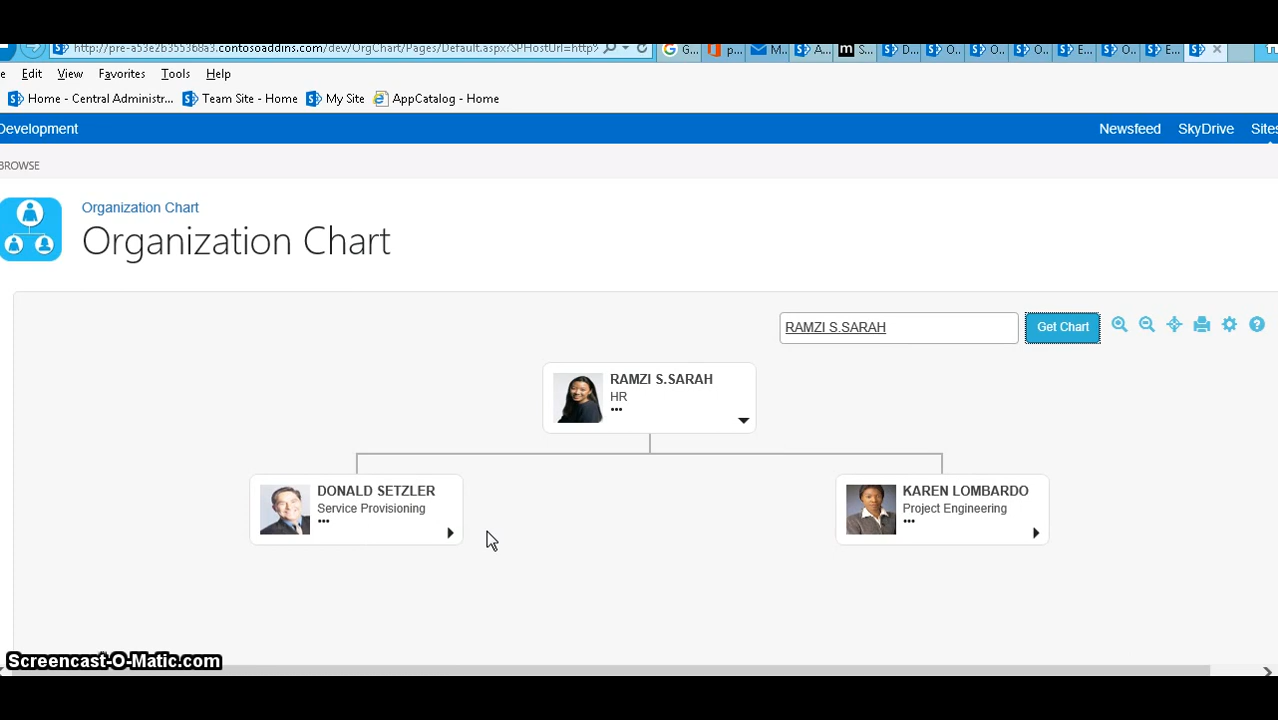 http://pre-a53e2b355368a3.contosoaddins.com/dev/OrgChart/Pages/Default.aspx?SPHostUrl=http%
G... p... M... A... S... D... O... O... O... E... O... E...
Edit View Favorites Tools Help
Home - Central Administr... Team Site - Home My Site AppCatalog - Home
Development Newsfeed SkyDrive Sites
BROWSE
Organization Chart
Organization Chart
RAMZI S.SARAH Get Chart
RAMZI S.SARAH
HR
•••
DONALD SETZLER
Service Provisioning
•••
KAREN LOMBARDO
Project Engineering
•••
Screencast-O-Matic.com